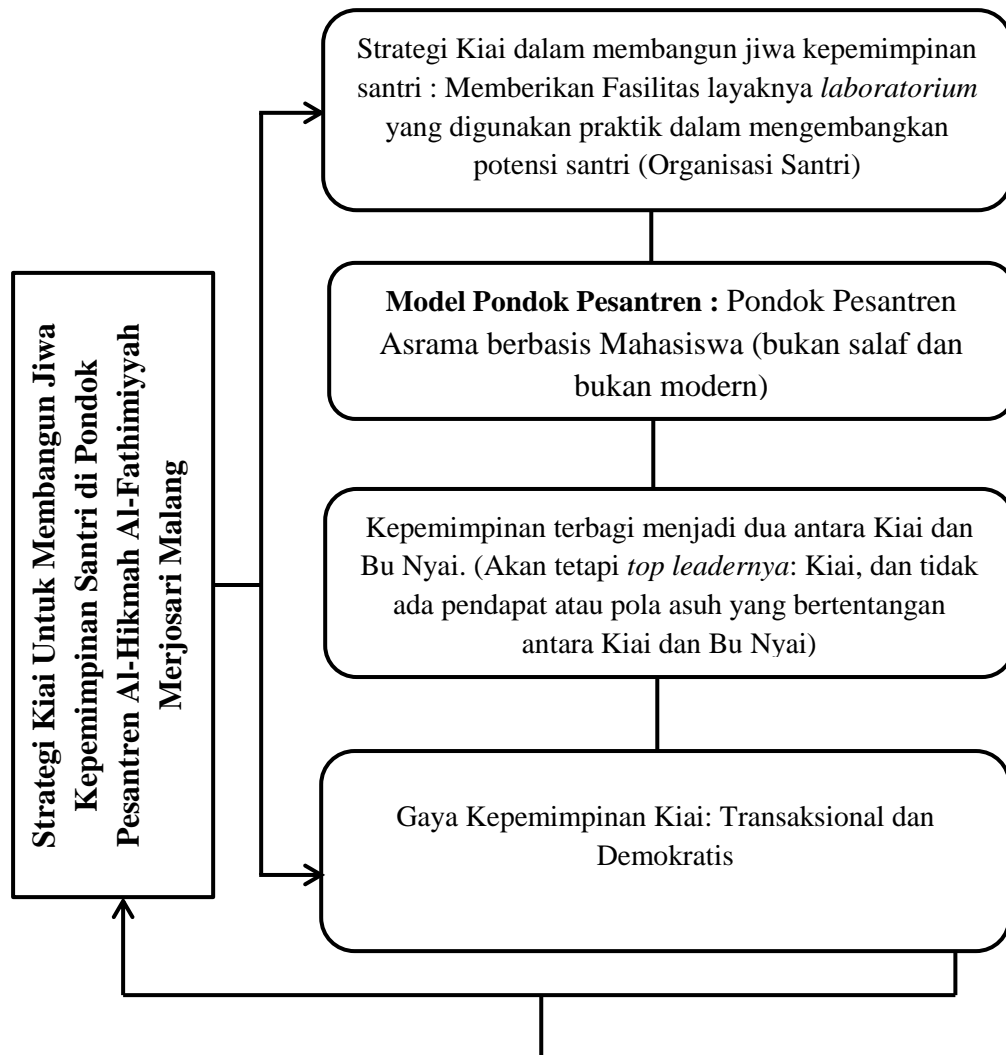 Strategi Kiai dalam membangun jiwa kepemimpinan
santri : Memberikan Fasilitas layaknya laboratorium
yang digunakan praktik dalam mengembangkan
potensi santri (Organisasi Santri)
Strategi Kiai Untuk Membangun Jiwa
Kepemimpinan Santri di Pondok
Pesantren Al-Hikmah Al-Fathimiyyah
Merjosari Malang
Model Pondok Pesantren : Pondok Pesantren
Asrama berbasis Mahasiswa (bukan salaf dan
bukan modern)
Kepemimpinan terbagi menjadi dua antara Kiai dan
Bu Nyai. (Akan tetapi top leadernya: Kiai, dan tidak
ada pendapat atau pola asuh yang bertentangan
antara Kiai dan Bu Nyai)
Gaya Kepemimpinan Kiai: Transaksional dan
Demokratis